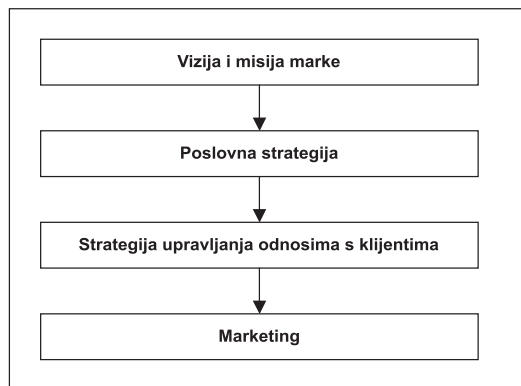 Vizija i misija marke
Poslovna strategija
Strategija upravljanja odnosima s klijentima
Marketing